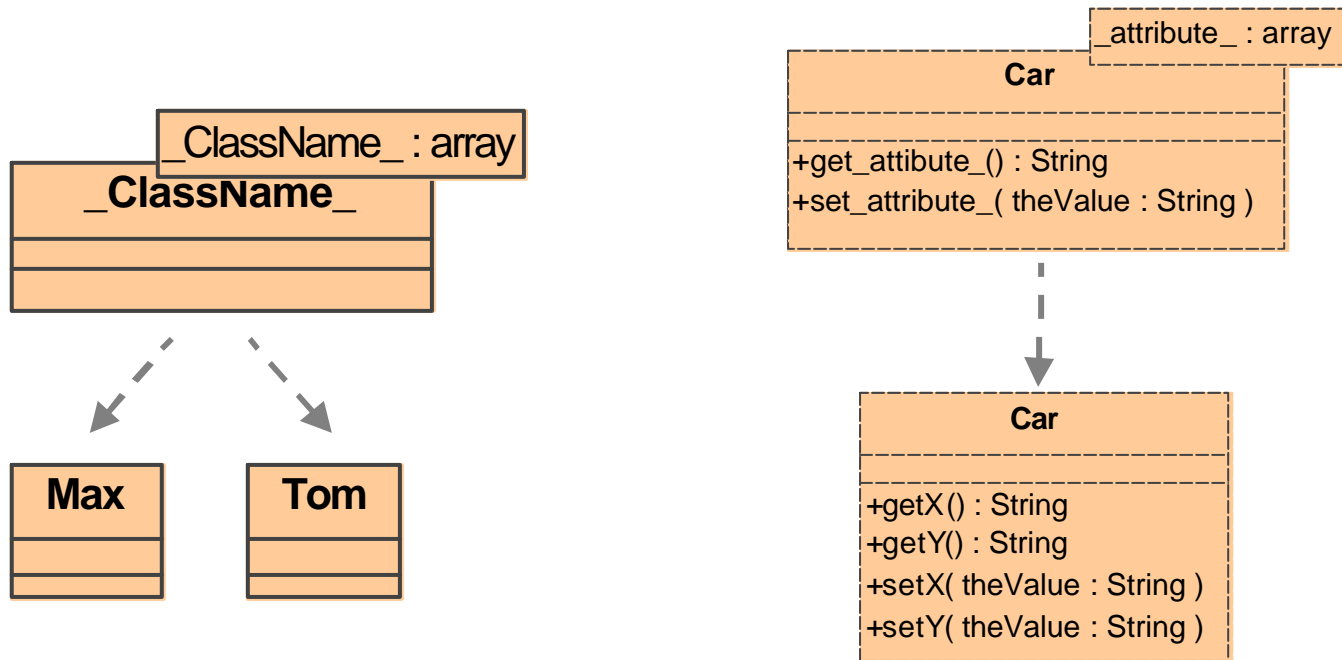 _ClassName_ : array
_ClassName_
Max
Tom
_attribute_ : array
Car
+get_attibute_() : String
+set_attribute_( theValue : String )
Car
+getX() : String
+getY() : String
+setX( theValue : String )
+setY( theValue : String )